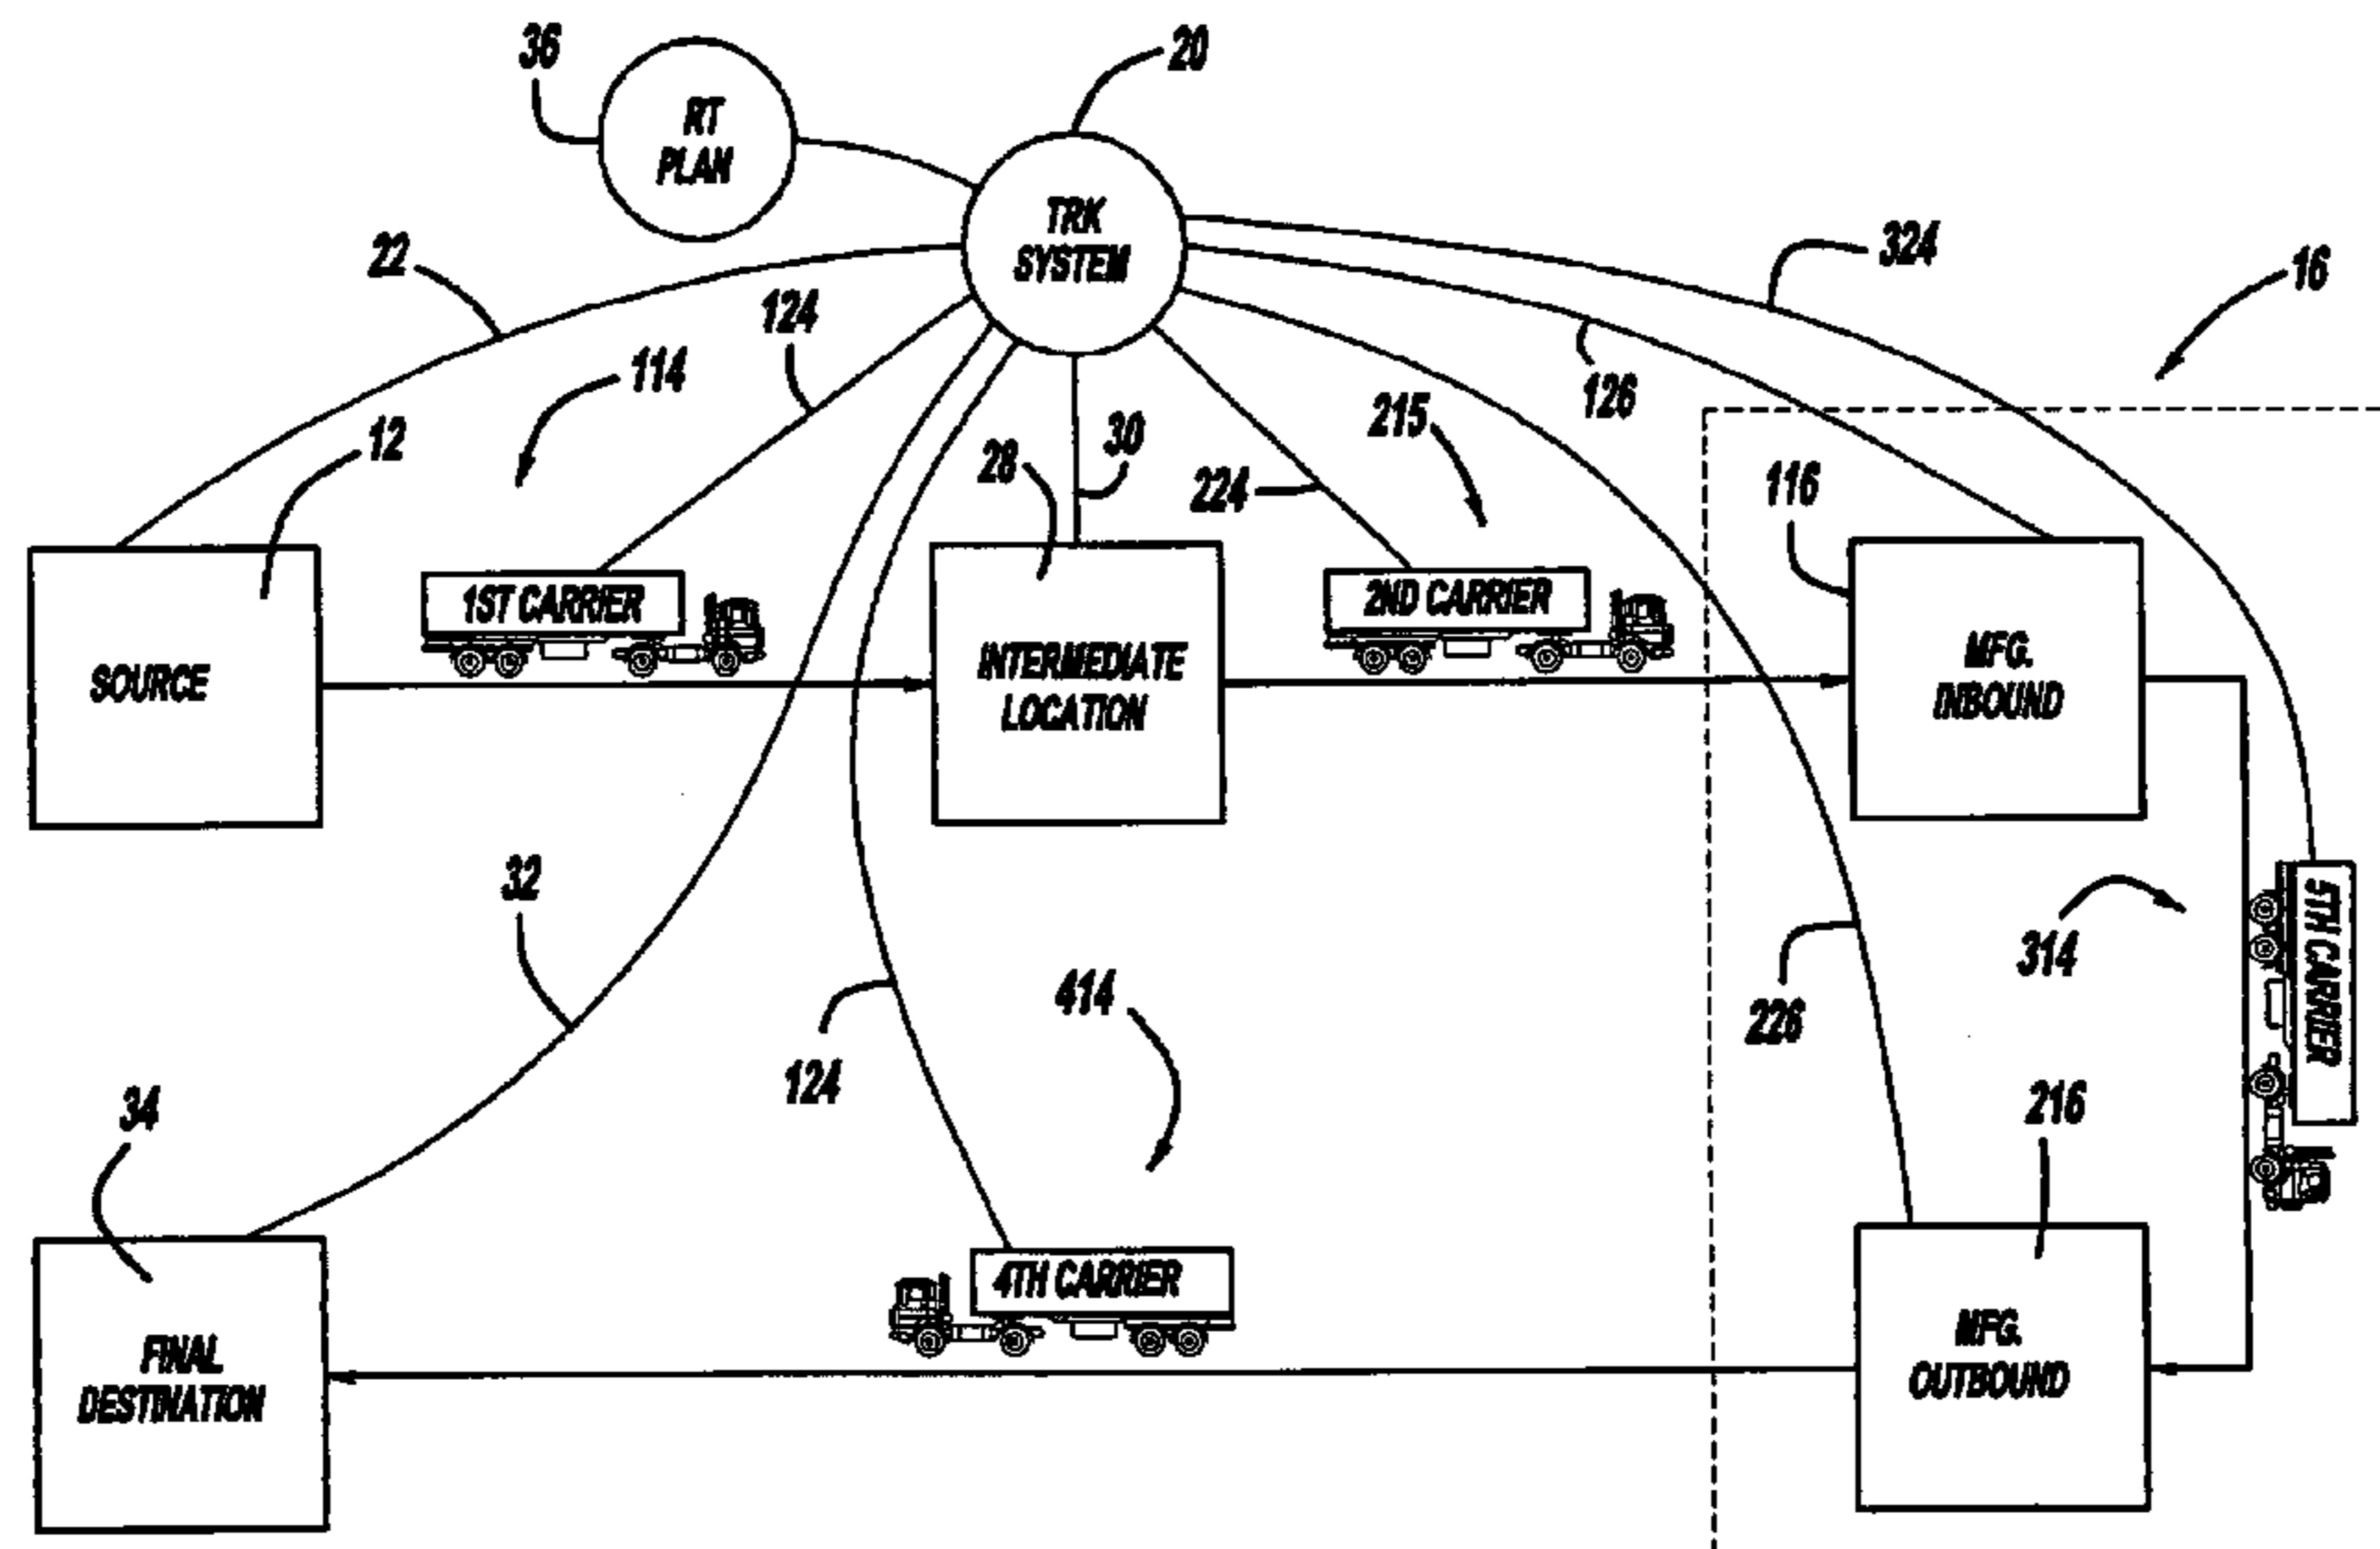 36
RT
PLAN
20
TRK
SYSTEM
22
124
114
12
324
16
126
215
28
30
224
116
SOURCE
1ST CARRIER
INTERMEDIATE
LOCATION
2ND CARRIER
MFG.
INBOUND
32
34
124
414
226
314
5TH CARRIER
216
FINAL
DESTINATION
4TH CARRIER
MFG.
OUTBOUND